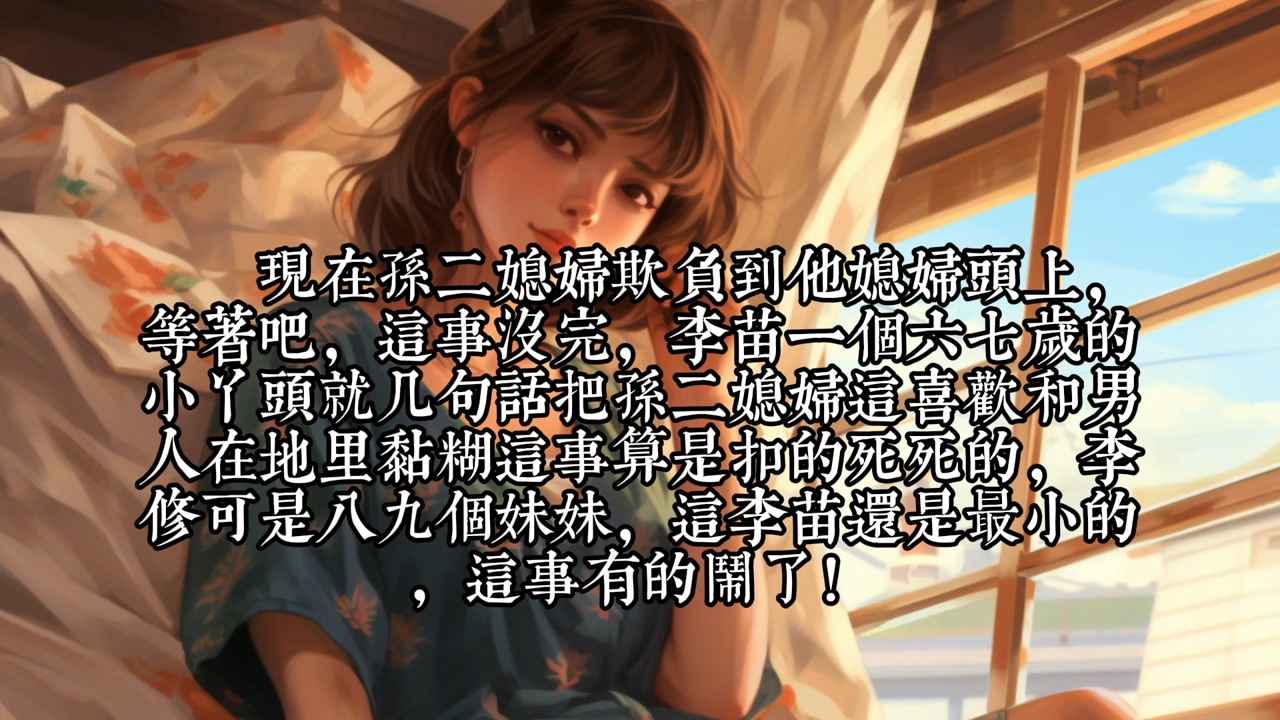 現在孫二媳婦欺負到他媳婦頭上，
等著吧，這事沒完，李苗一個六七歲的
小丫頭就几句話把孫二媳婦這喜歡和男
人在地里黏糊這事算是扣的死死的，李
修可是八九個妹妹，這李苗還是最小的
，這事有的鬧了！